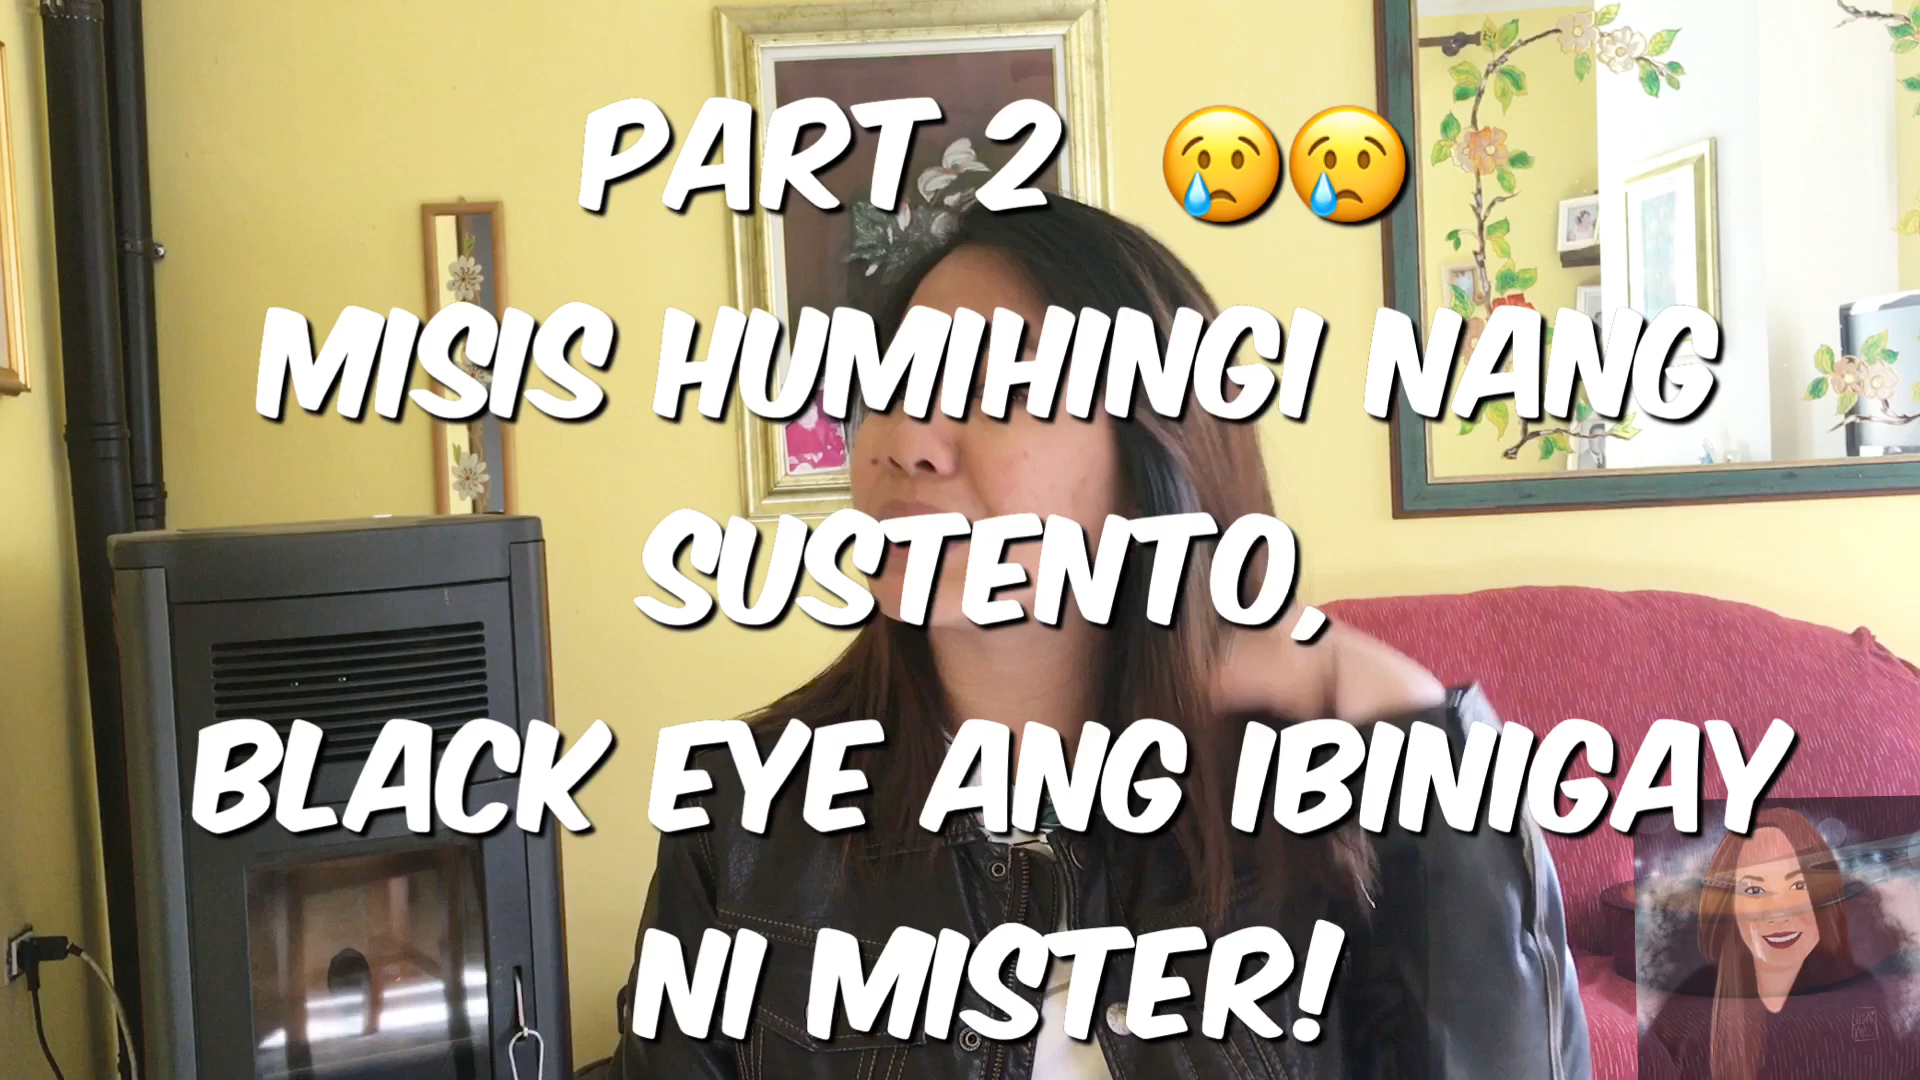 PART 2 😢😢
MISIS HUMIHINGI NANG
SUSTENTO,
BLACK EYE ANG IBINIGAY
NI MISTER!